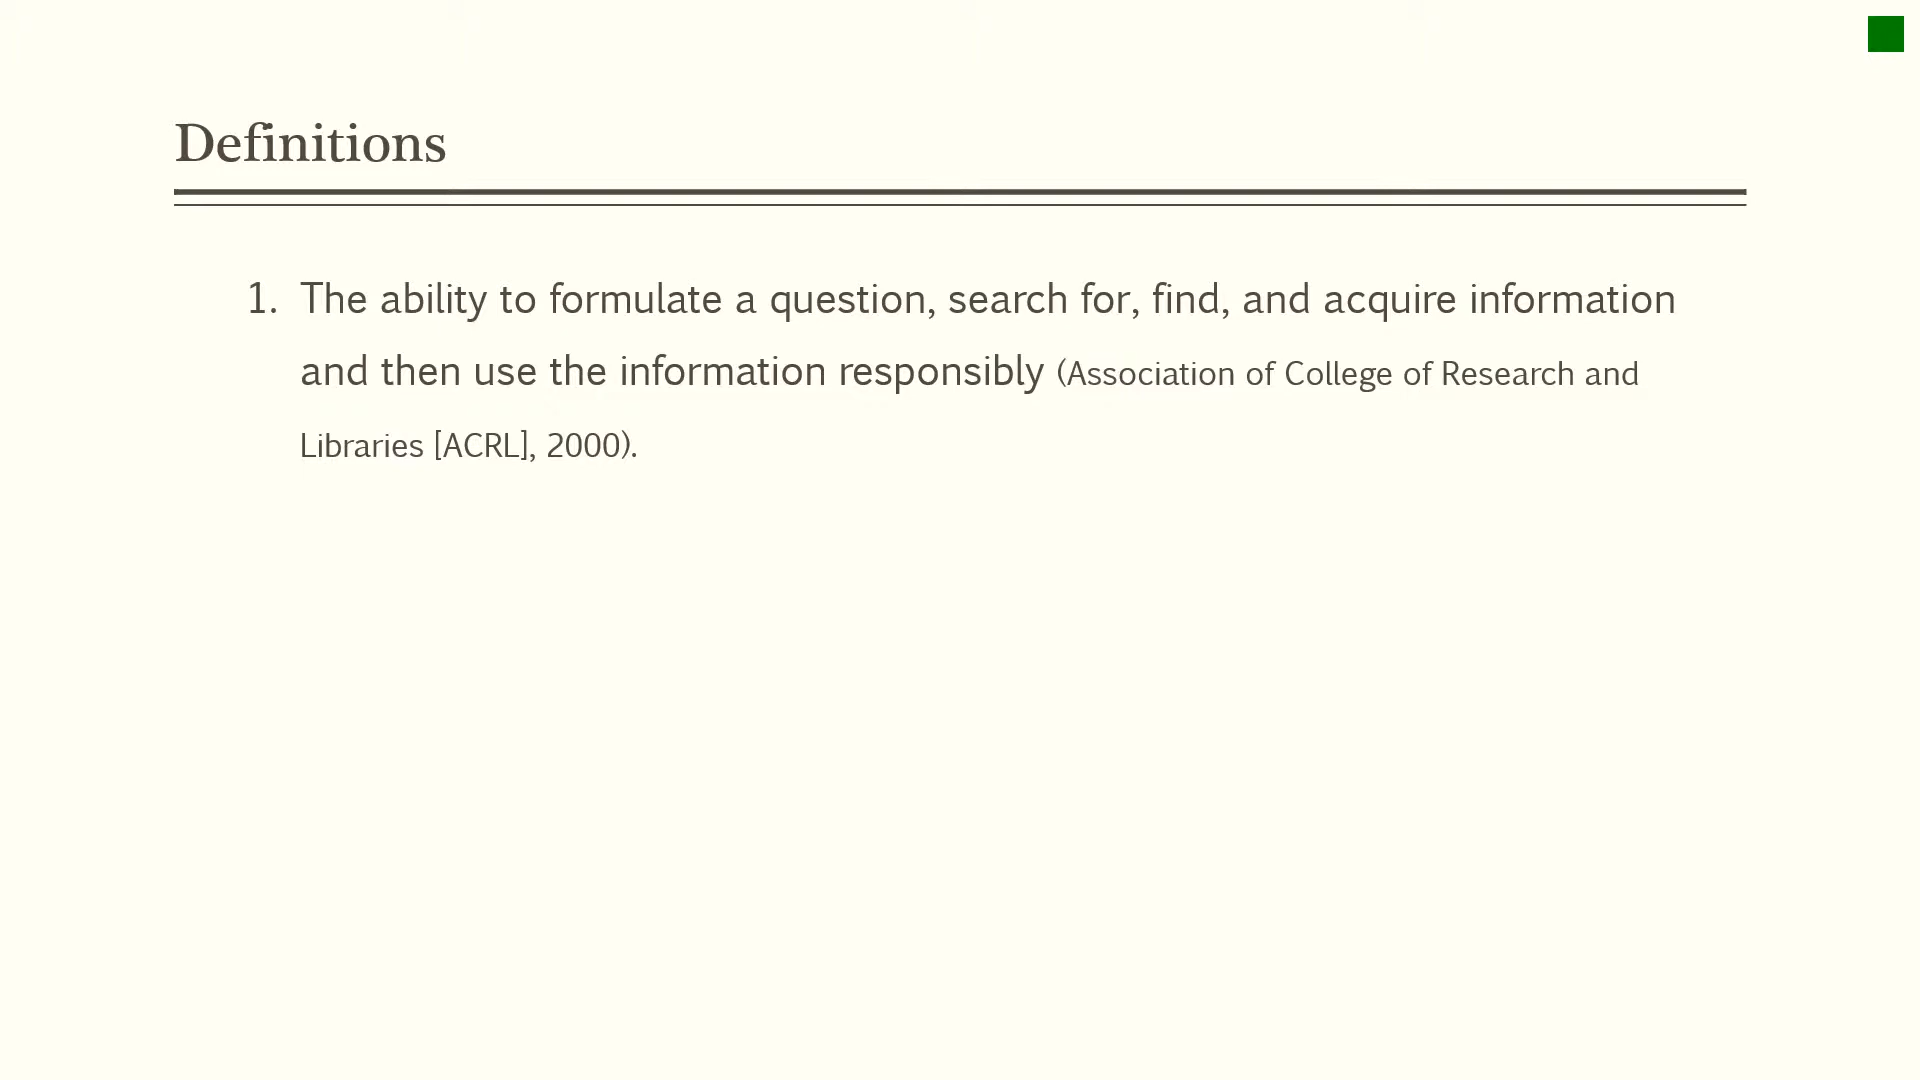 Definitions
1. The ability to formulate a question, search for, find, and acquire information
and then use the information responsibly (Association of College of Research and
Libraries [ACRL], 2000).